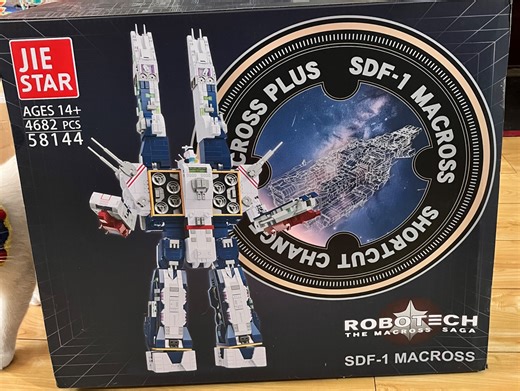 JIE
STAR
AGES 14+
4682 PCS
58144
CROSS PLUS
SDF-1 MACROSS
SHORTCUT CHANG
ROBOTECH
THE MACROSS SAGA
SDF-1 MACROSS